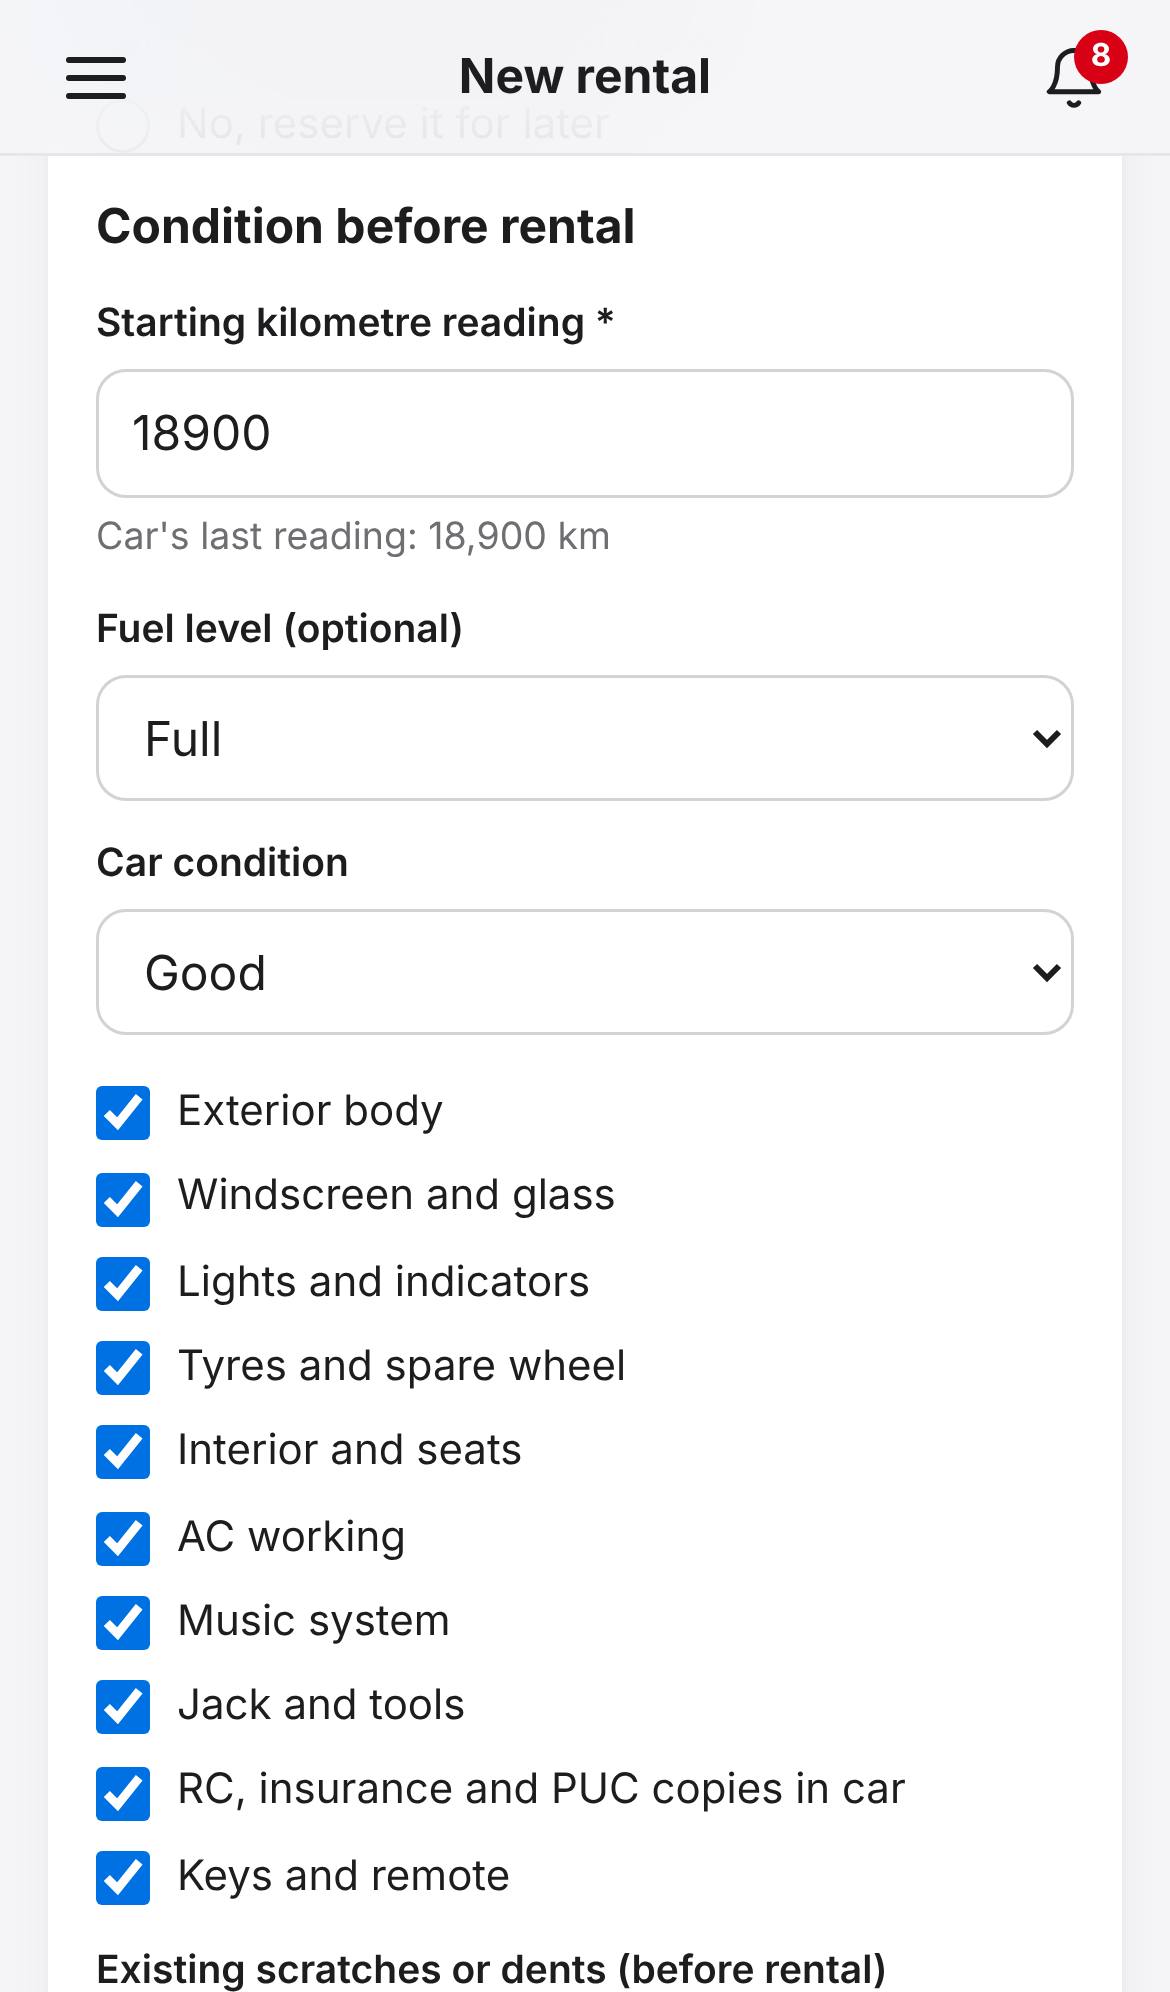 New rental
8
No, reserve it for later
Condition before rental
Starting kilometre reading *
18900
Car's last reading: 18,900 km
Fuel level (optional)
Full
Car condition
Good
Exterior body
Windscreen and glass
Lights and indicators
Tyres and spare wheel
Interior and seats
AC working
Music system
Jack and tools
RC, insurance and PUC copies in car
Keys and remote
Existing scratches or dents (before rental)